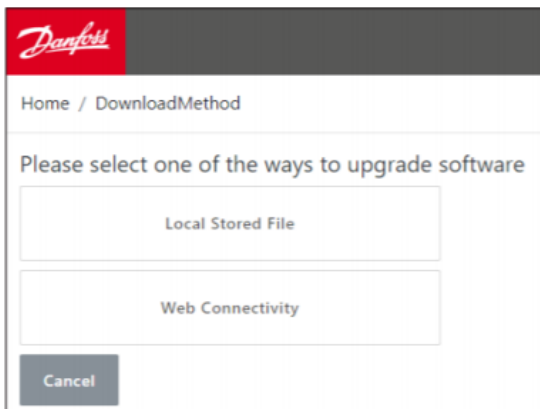 Danfoss
Home / DownloadMethod
Please select one of the ways to upgrade software
Local Stored File
Web Connectivity
Cancel